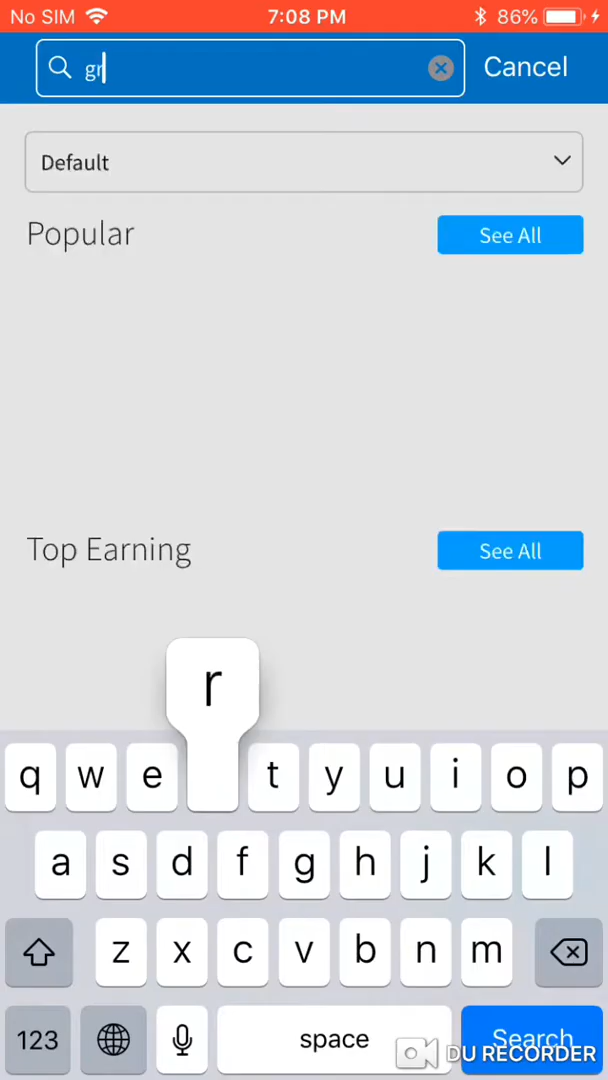 No SIM 7:08 PM 86%
gr Cancel
Default
Popular See All
Top Earning See All
r
q w e t y u i o p
a s d f g h j k l
z x c v b n m
123 space Search
DU RECORDER